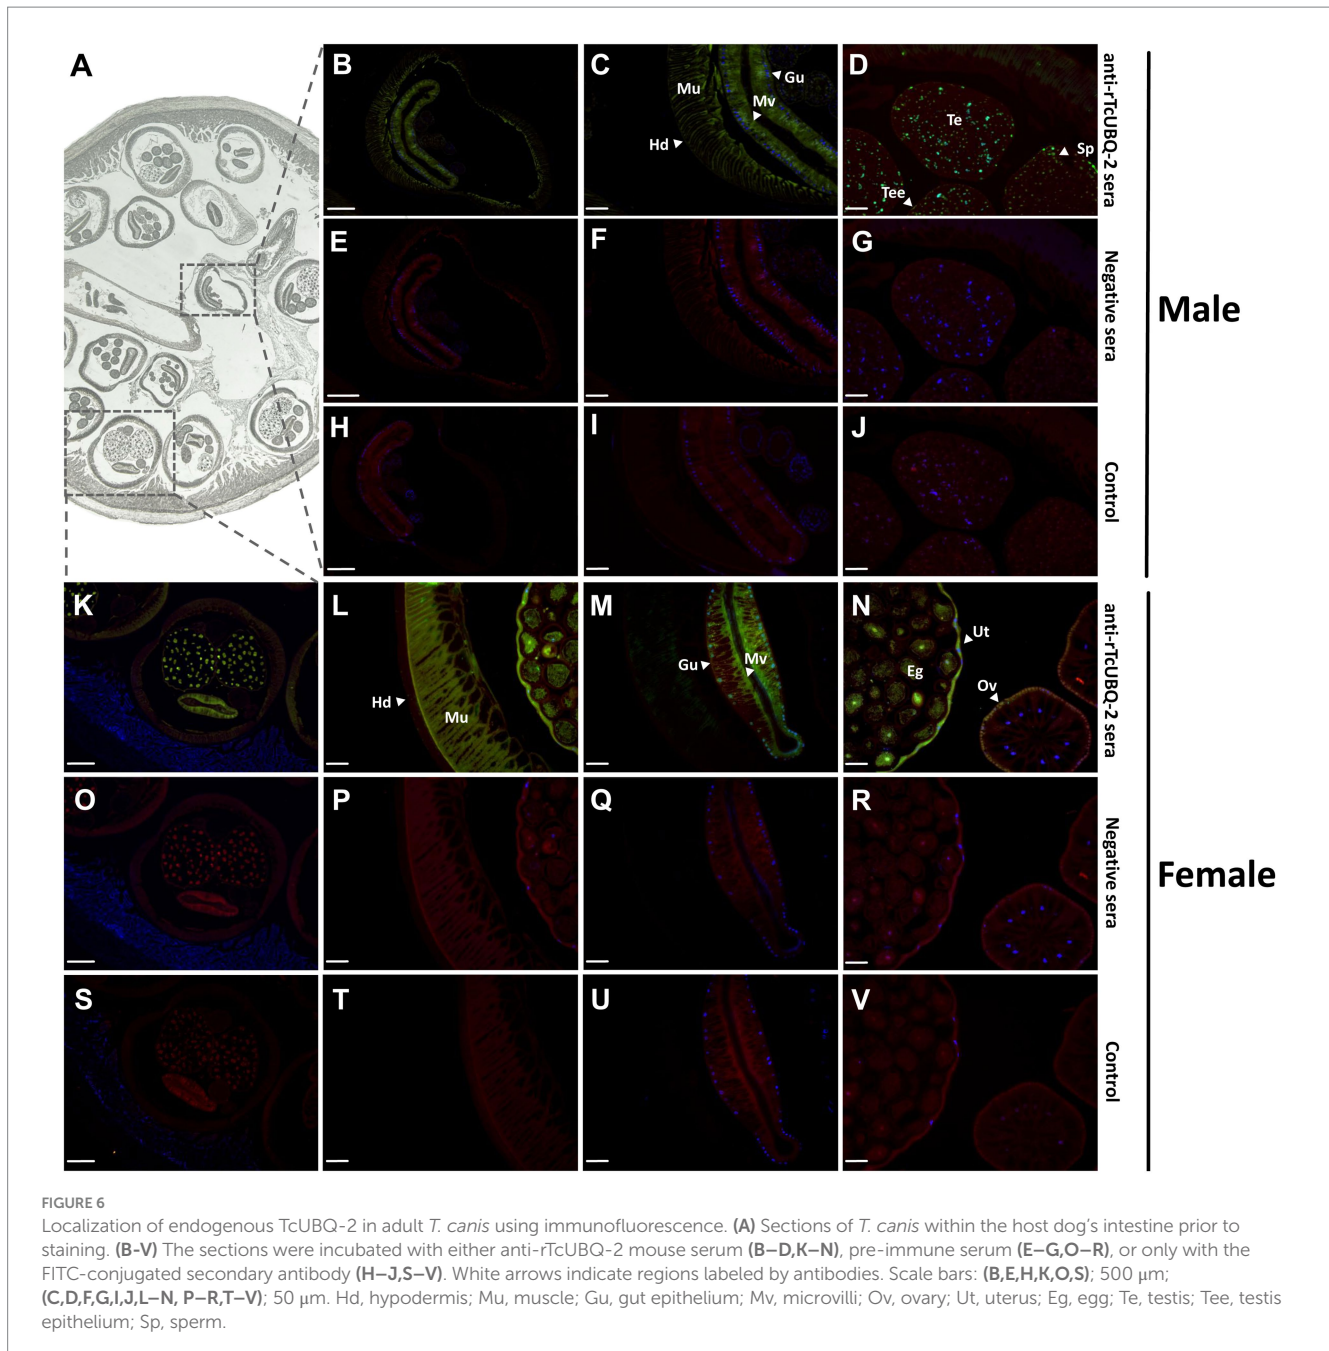 A
B
C
Mu
Gu
Mv
Hd
D
Te
Sp
Tee
anti-rTcUBQ-2 sera
E
F
G
Negative sera
Male
H
I
J
Control
K
L
Hd
Mu
M
Gu
Mv
N
Ut
Eg
Ov
anti-rTcUBQ-2 sera
O
P
Q
R
Negative sera
Female
S
T
U
V
Control
FIGURE 6
Localization of endogenous TcUBQ-2 in adult T. canis using immunofluorescence. (A) Sections of T. canis within the host dog’s intestine prior to
staining. (B-V) The sections were incubated with either anti-rTcUBQ-2 mouse serum (B–D,K–N), pre-immune serum (E–G,O–R), or only with the
FITC-conjugated secondary antibody (H–J,S–V). White arrows indicate regions labeled by antibodies. Scale bars: (B,E,H,K,O,S); 500 μm;
(C,D,F,G,I,J,L–N, P–R,T–V); 50 μm. Hd, hypodermis; Mu, muscle; Gu, gut epithelium; Mv, microvilli; Ov, ovary; Ut, uterus; Eg, egg; Te, testis; Tee, testis
epithelium; Sp, sperm.